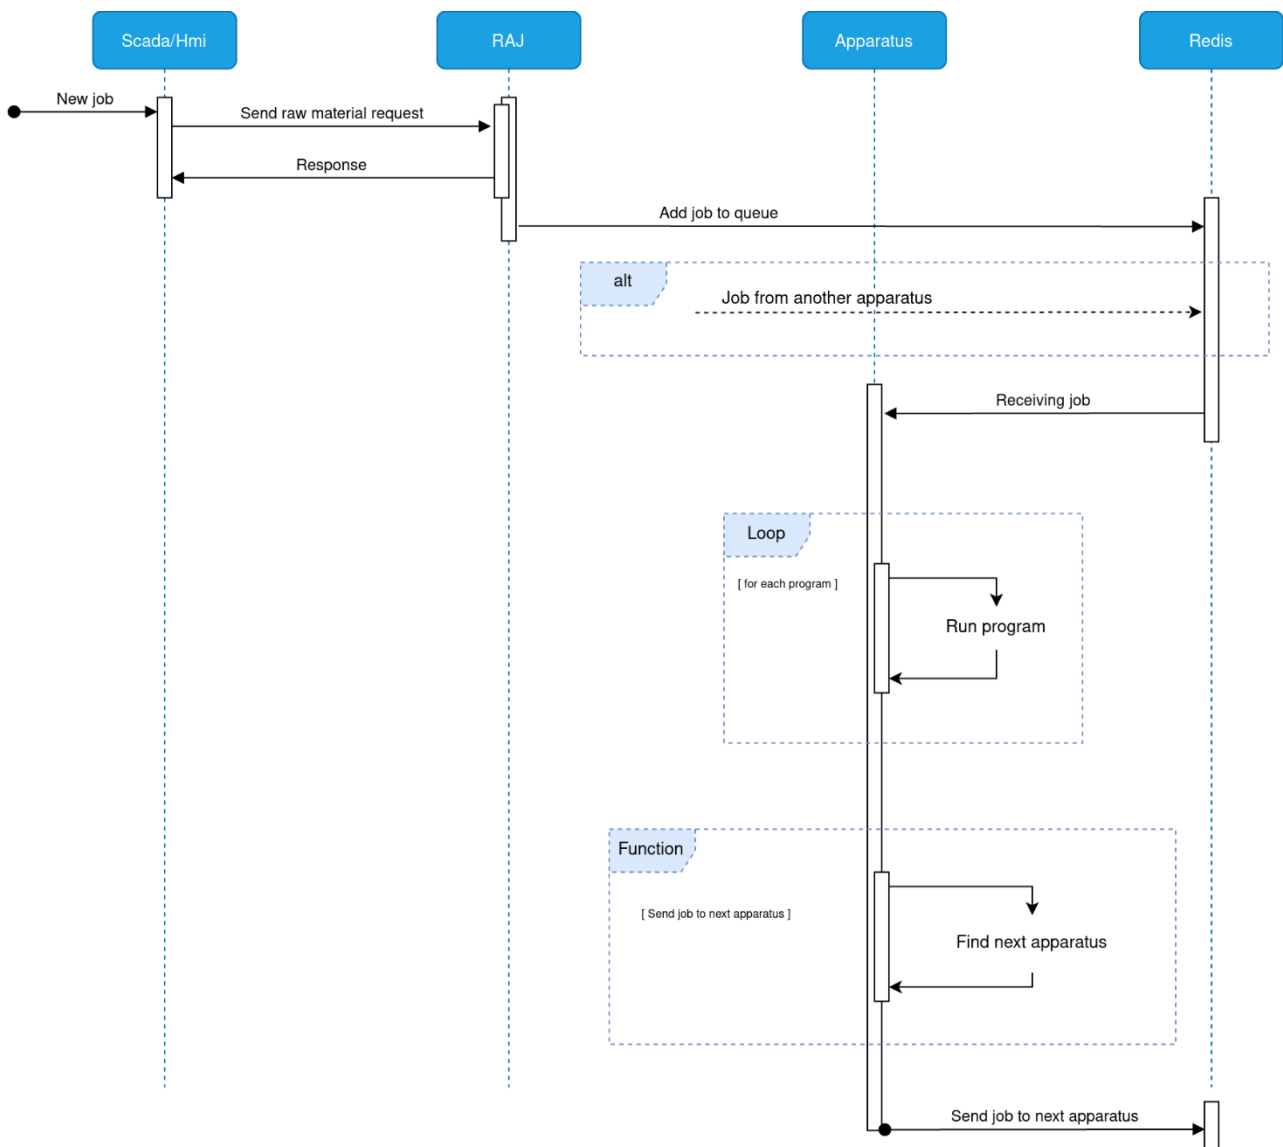 Scada/Hmi
RAJ
Apparatus
Redis
New job
Send raw material request
Response
Add job to queue
alt
Job from another apparatus
Receiving job
Loop
[ for each program ]
Run program
Function
[ Send job to next apparatus ]
Find next apparatus
Send job to next apparatus